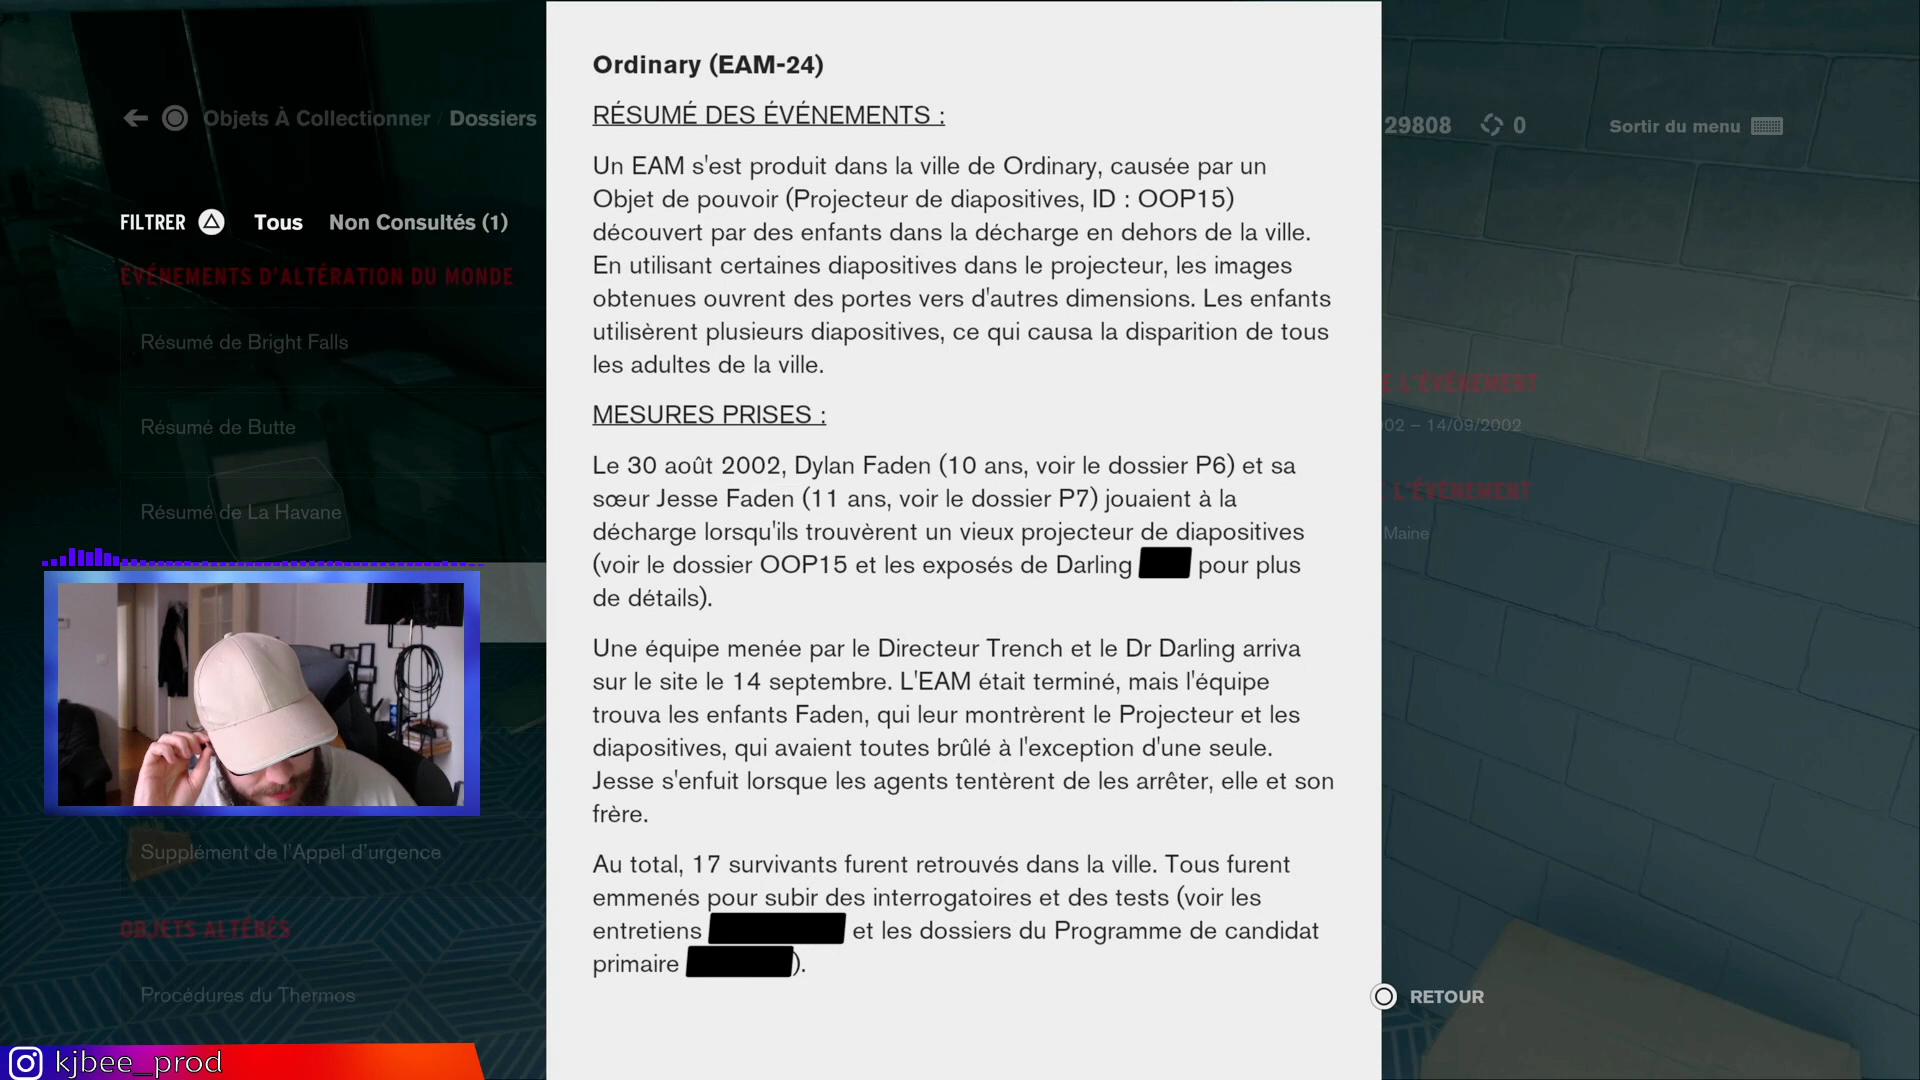 Ordinary (EAM-24)
RÉSUMÉ DES ÉVÉNEMENTS :
Un EAM s'est produit dans la ville de Ordinary, causée par un
Objet de pouvoir (Projecteur de diapositives, ID : OOP15)
découvert par des enfants dans la décharge en dehors de la ville.
En utilisant certaines diapositives dans le projecteur, les images
obtenues ouvrent des portes vers d'autres dimensions. Les enfants
utilisèrent plusieurs diapositives, ce qui causa la disparition de tous
les adultes de la ville.
MESURES PRISES :
Le 30 août 2002, Dylan Faden (10 ans, voir le dossier P6) et sa
sœur Jesse Faden (11 ans, voir le dossier P7) jouaient à la
décharge lorsqu'ils trouvèrent un vieux projecteur de diapositives
(voir le dossier OOP15 et les exposés de Darling pour plus
de détails).
Une équipe menée par le Directeur Trench et le Dr Darling arriva
sur le site le 14 septembre. L'EAM était terminé, mais l'équipe
trouva les enfants Faden, qui leur montrèrent le Projecteur et les
diapositives, qui avaient toutes brûlé à l'exception d'une seule.
Jesse s'enfuit lorsque les agents tentèrent de les arrêter, elle et son
frère.
Au total, 17 survivants furent retrouvés dans la ville. Tous furent
emmenés pour subir des interrogatoires et des tests (voir les
entretiens et les dossiers du Programme de candidat
primaire ).
Objets À Collectionner / Dossiers
FILTRER Tous Non Consultés (1)
ÉVÉNEMENTS D'ALTÉRATION DU MONDE
Résumé de Bright Falls
Résumé de Butte
Résumé de La Havane
Supplément de l'Appel d'urgence
OBJETS ALTÉRÉS
Procédures du Thermos
29808 0 Sortir du menu
E L'ÉVÉNEMENT
02 – 14/09/2002
L'ÉVÉNEMENT
Maine
RETOUR
kjbee_prod